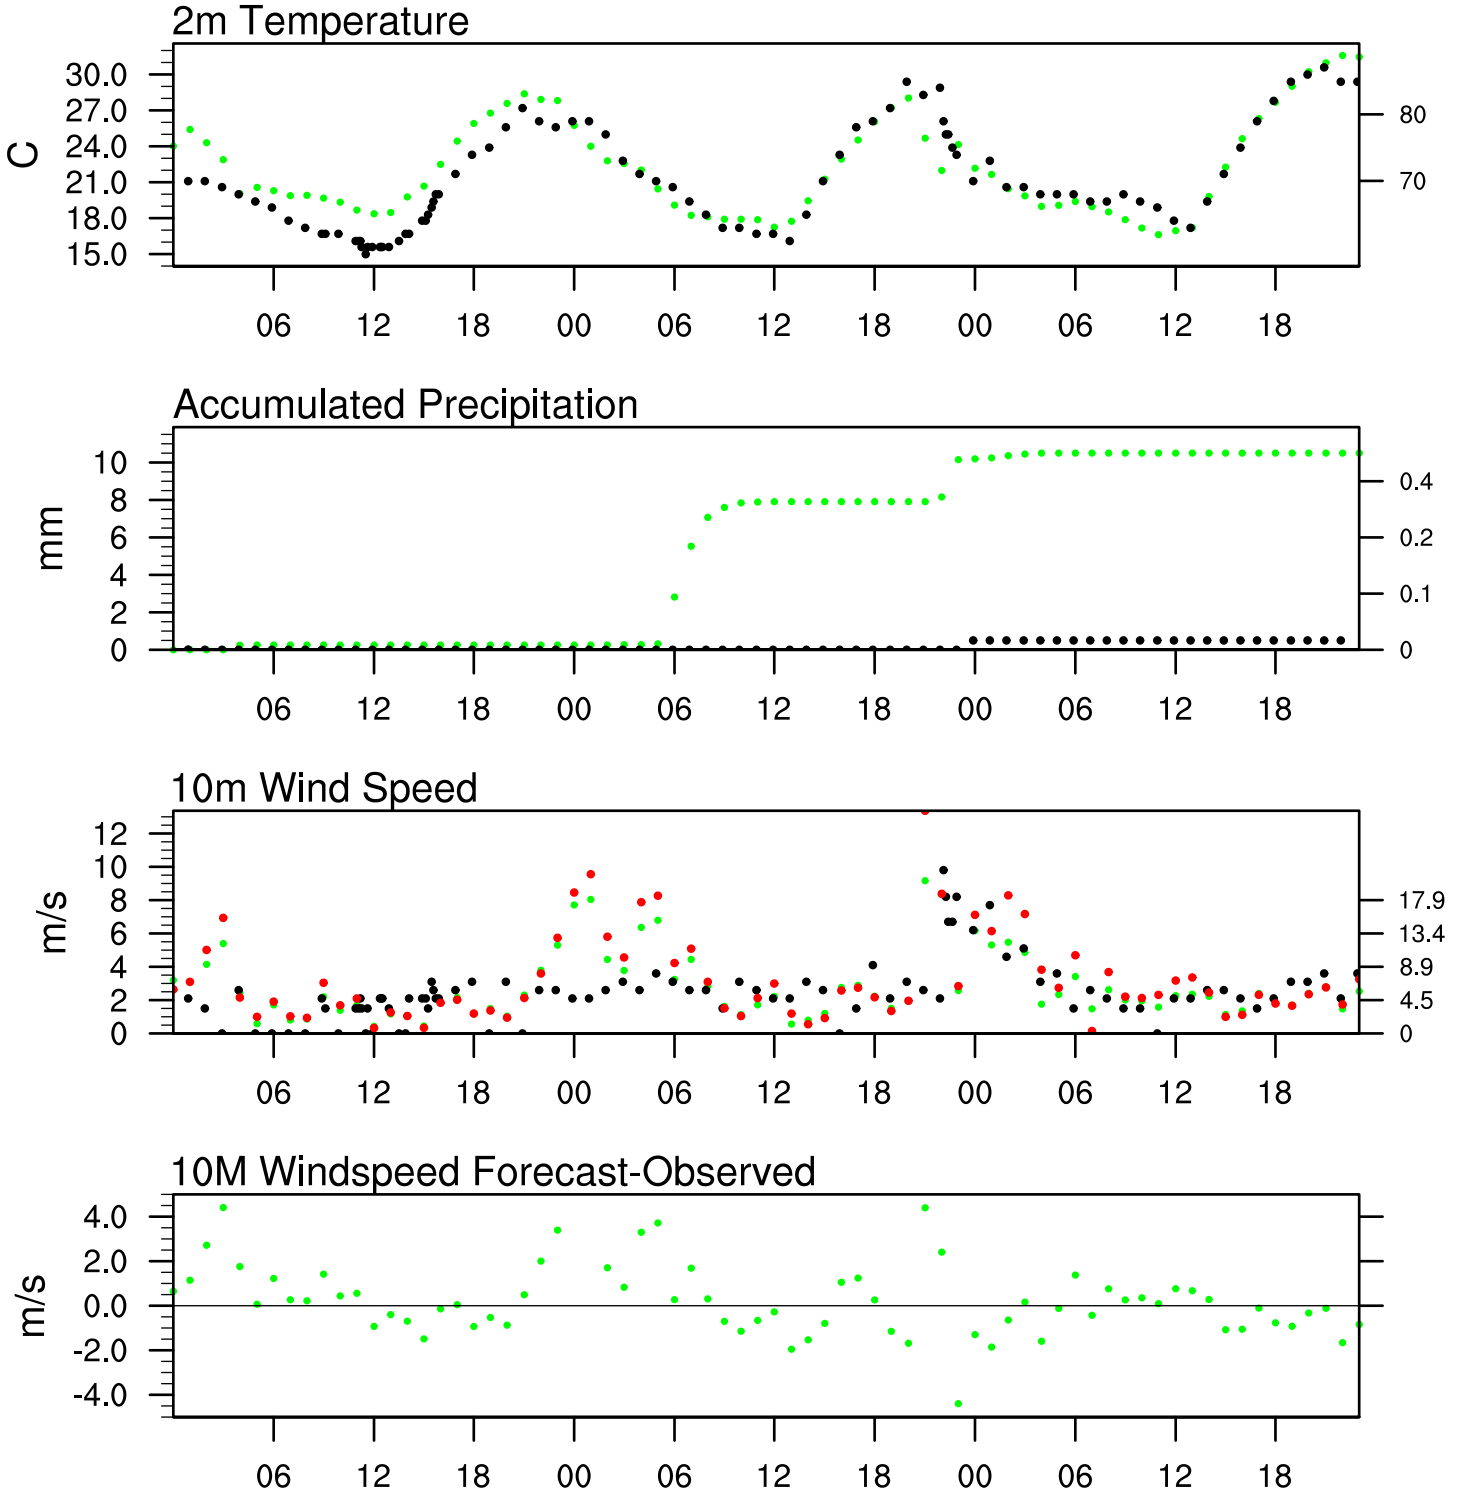 2m Temperature
C
30.0
27.0
24.0
21.0
18.0
15.0
80
70
06 12 18 00 06 12 18 00 06 12 18
Accumulated Precipitation
mm
10
8
6
4
2
0
0.4
0.2
0.1
0
06 12 18 00 06 12 18 00 06 12 18
10m Wind Speed
m/s
12
10
8
6
4
2
0
17.9
13.4
8.9
4.5
0
06 12 18 00 06 12 18 00 06 12 18
10M Windspeed Forecast-Observed
m/s
4.0
2.0
0.0
-2.0
-4.0
06 12 18 00 06 12 18 00 06 12 18